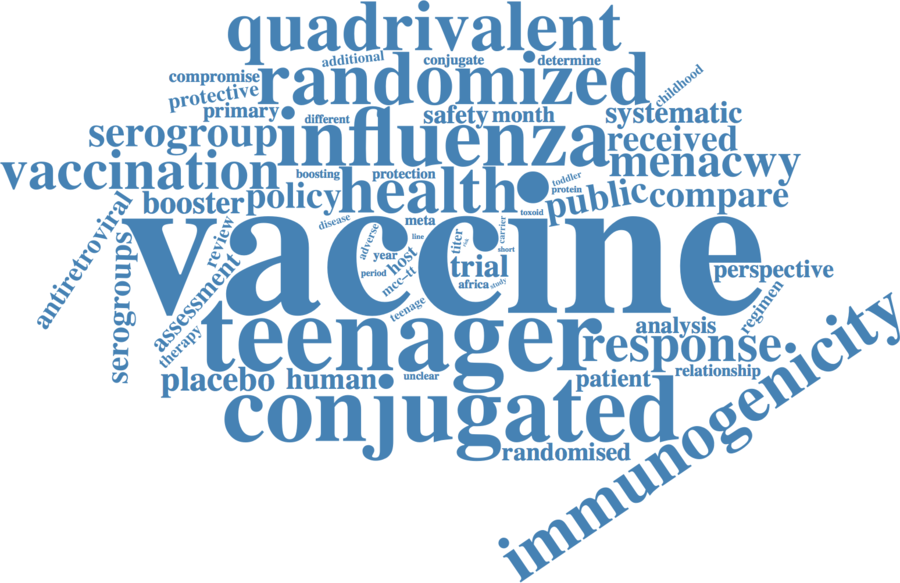 quadrivalent
additional conjugate determine
compromise randomized childhood
protective
primary different safety month systematic
serogroup influenza received
vaccination boosting protection menacwy
booster policy health toddler protein public compare
toxoid
antiretroviral
vaccine
serogroups
review
assessment
therapy
disease meta
adverse line
year host
period mcc–tt
titer risk carrier short
trial
africa study
perspective
regimen
teenage
teenager
analysis
response
relationship
placebo human unclear patient
conjugated
randomised
immunogenicity